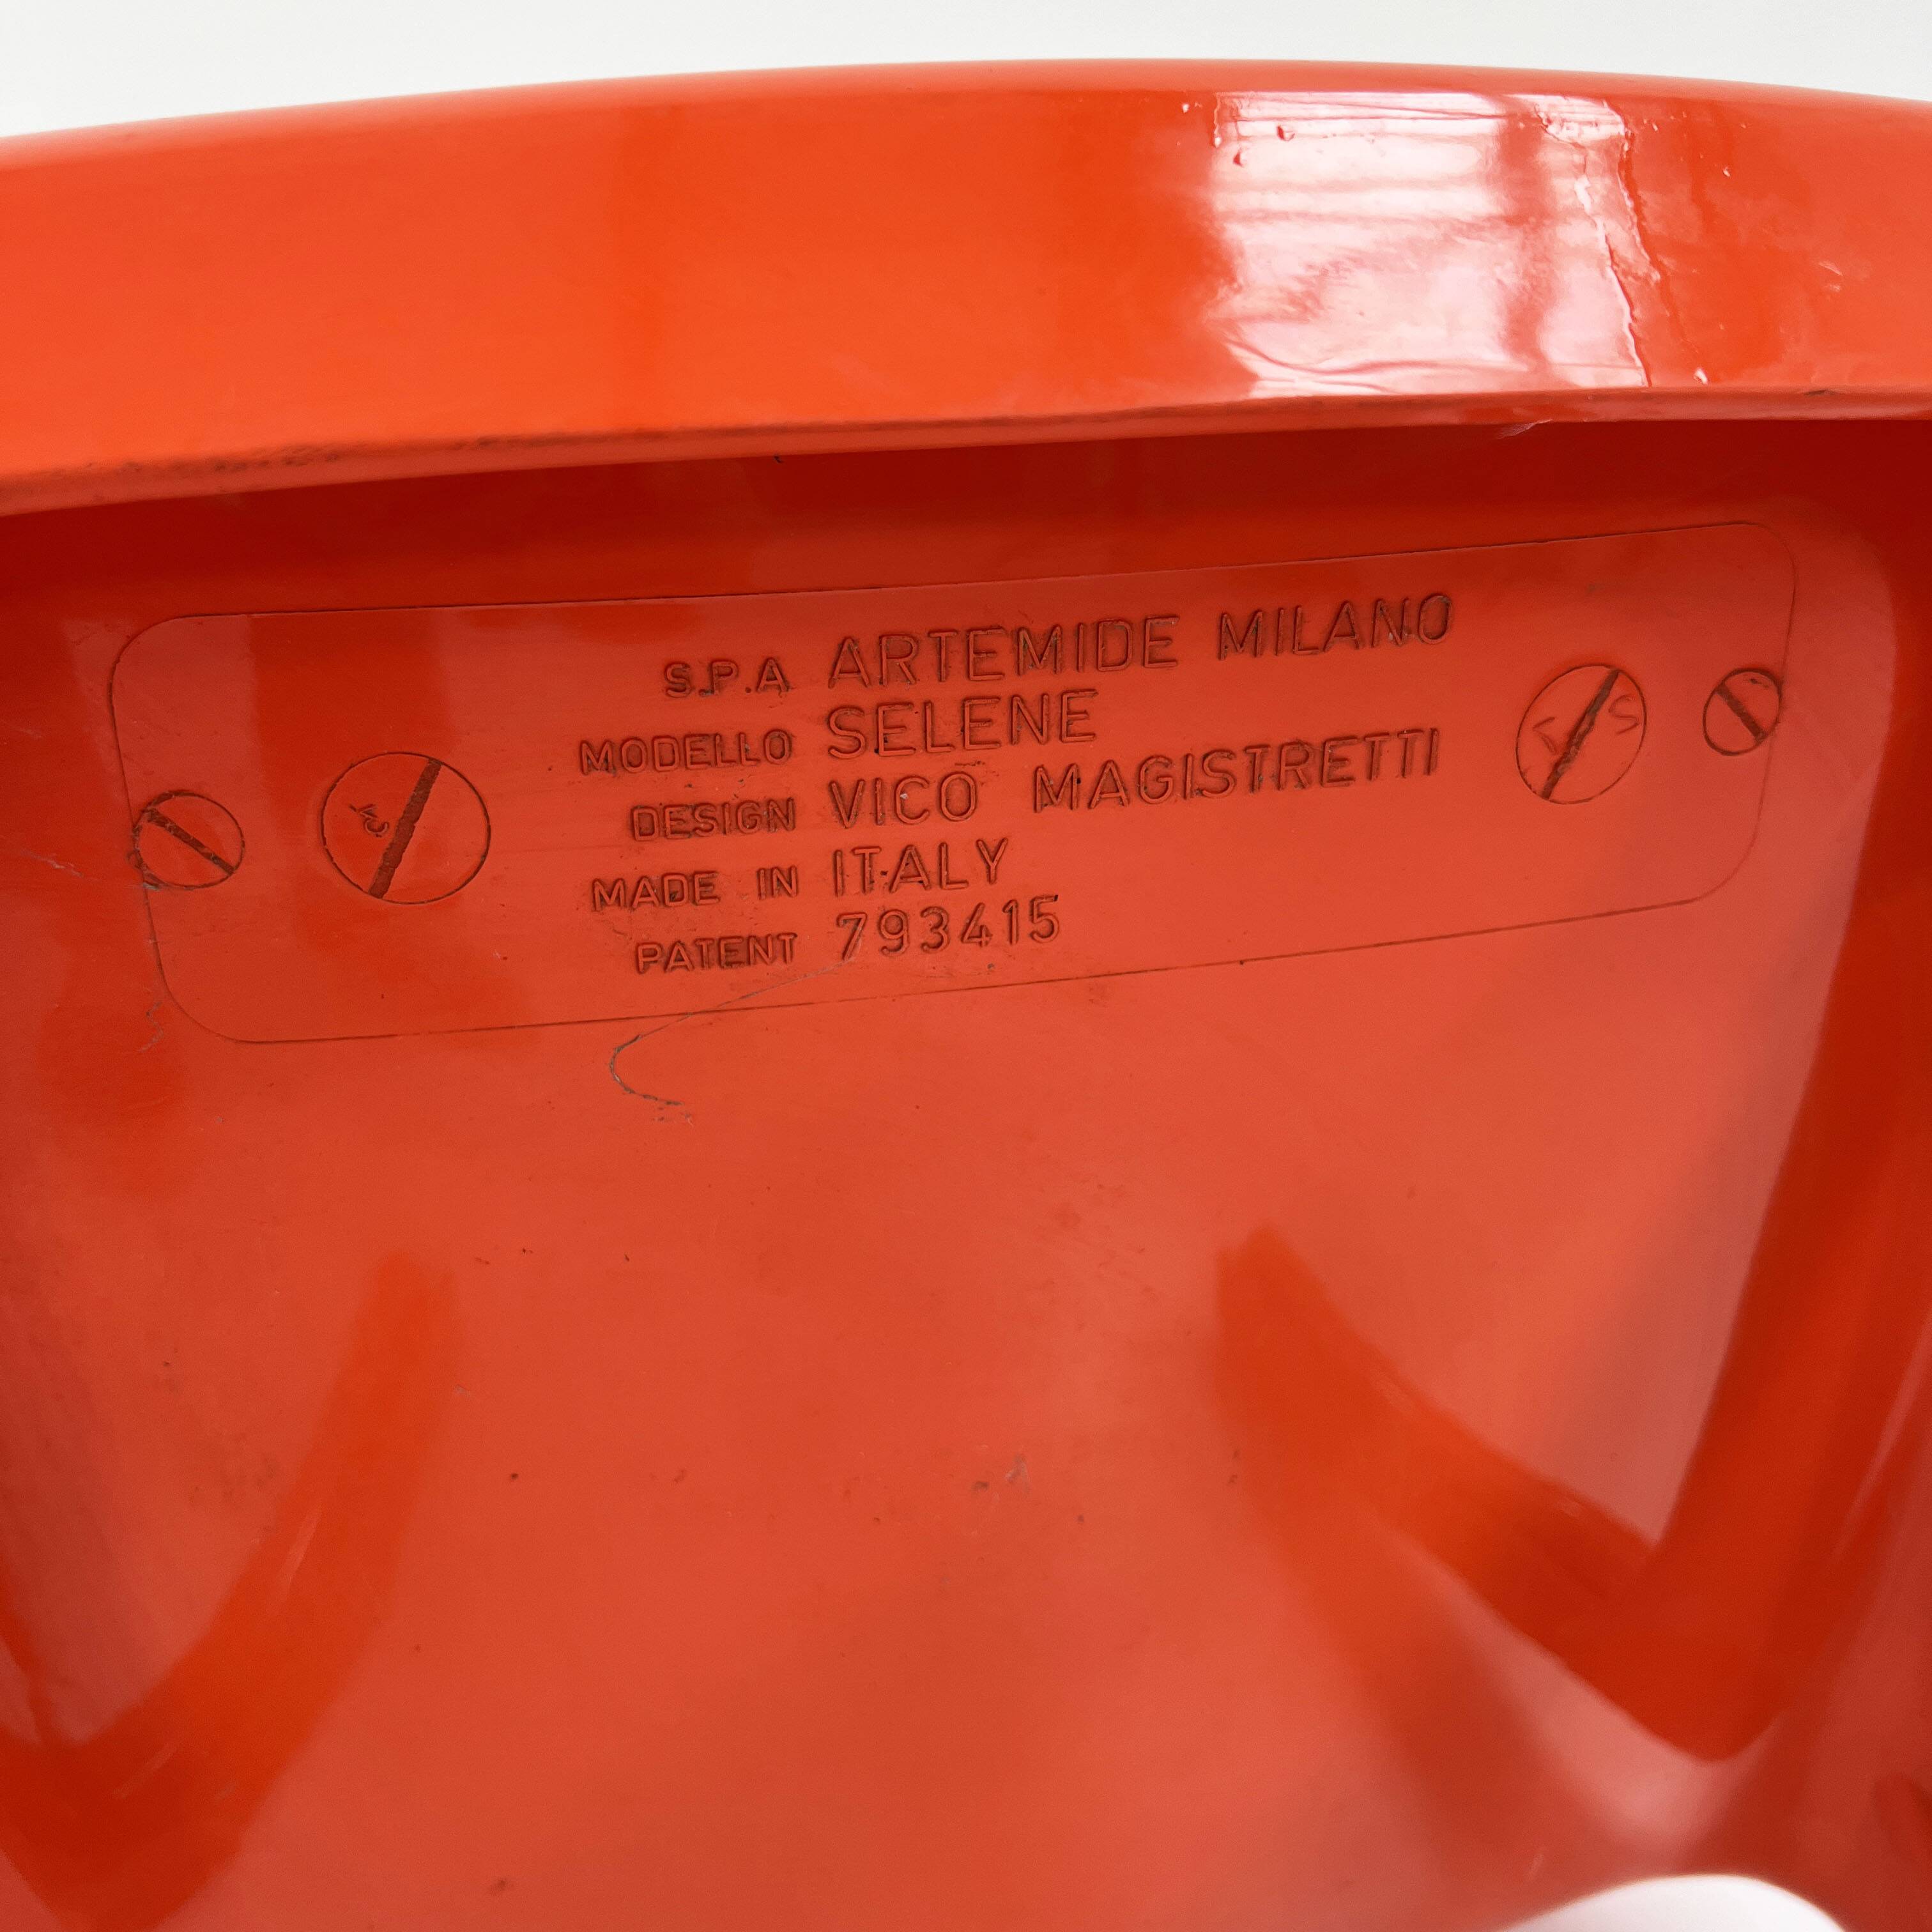 S.P.A ARTEMIDE MILANO
MODELLO SELENE
DESIGN VICO MAGISTRETTI
MADE IN ITALY
PATENT 793415